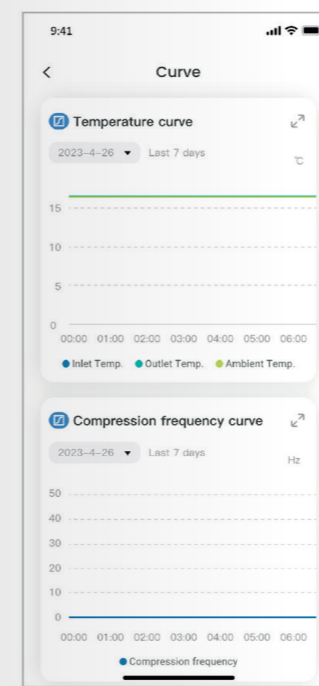 9:41
Curve
Temperature curve
2023-4-26 Last 7 days
℃
15
10
5
0
00:00 01:00 02:00 03:00 04:00 05:00 06:00
Inlet Temp. Outlet Temp. Ambient Temp.
Compression frequency curve
2023-4-26 Last 7 days
Hz
50
40
30
20
10
0
00:00 01:00 02:00 03:00 04:00 05:00 06:00
Compression frequency